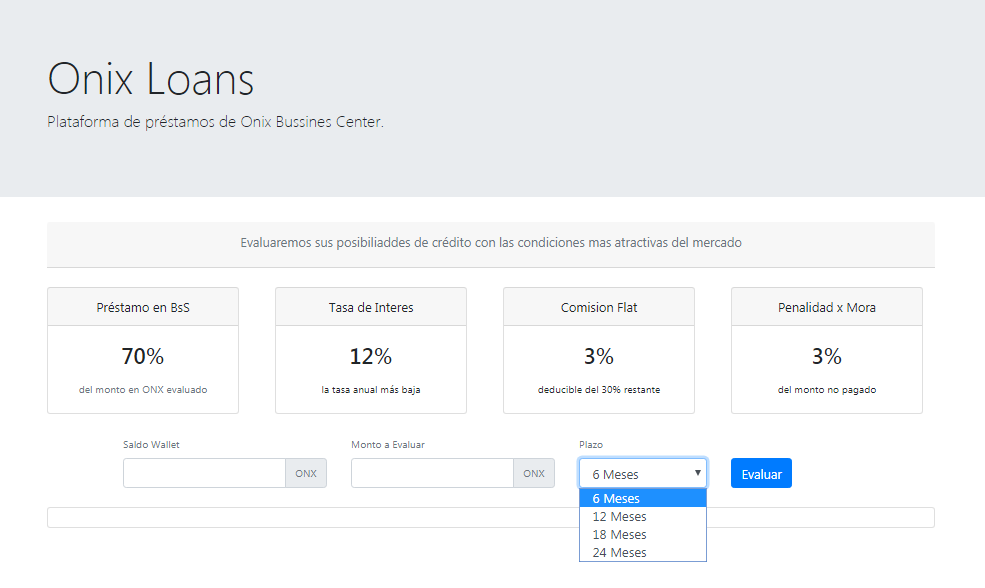 Onix Loans
Plataforma de préstamos de Onix Bussines Center.
Evaluaremos sus posibiliaddes de crédito con las condiciones mas atractivas del mercado
Préstamo en BsS
70%
del monto en ONX evaluado
Tasa de Interes
12%
la tasa anual más baja
Comision Flat
3%
deducible del 30% restante
Penalidad x Mora
3%
del monto no pagado
Saldo Wallet
ONX
Monto a Evaluar
ONX
Plazo
6 Meses
6 Meses
12 Meses
18 Meses
24 Meses
Evaluar